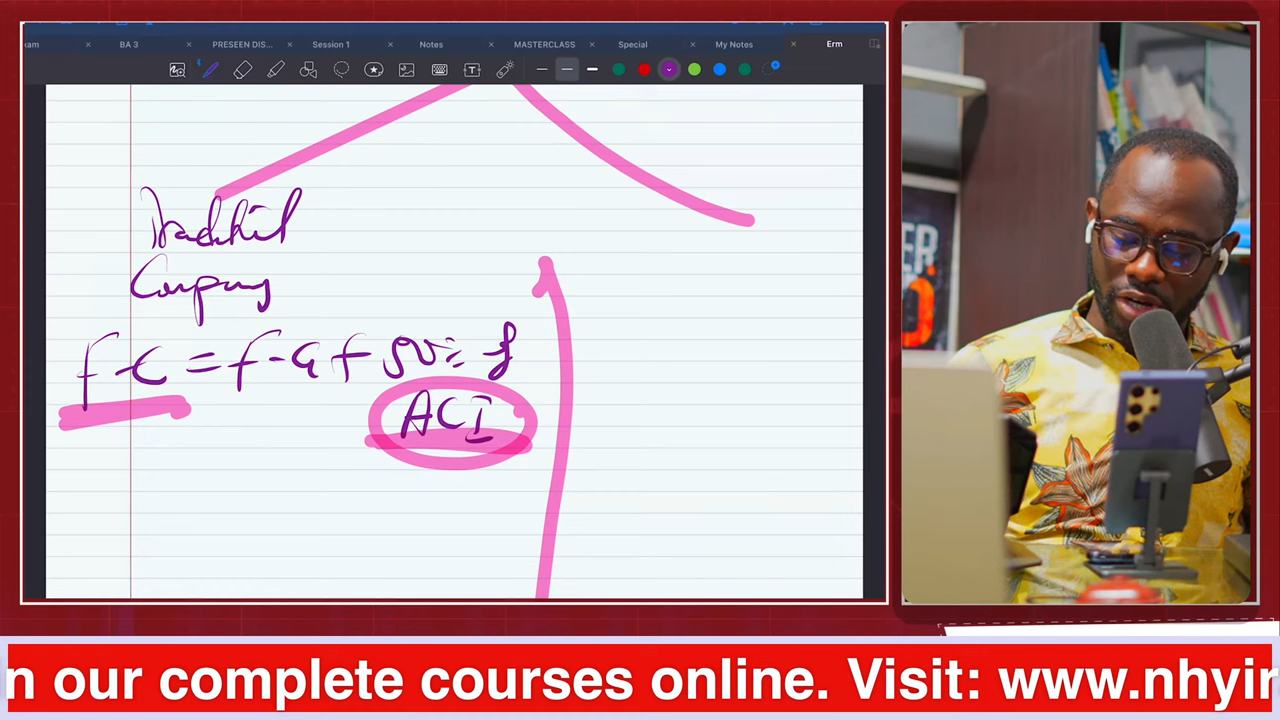 am
BA 3
PRESEEN DIS...
Session 1
Notes
MASTERCLASS
Special
My Notes
Erm
Company
ACI
ER
n our complete courses online. Visit: www.nhyir